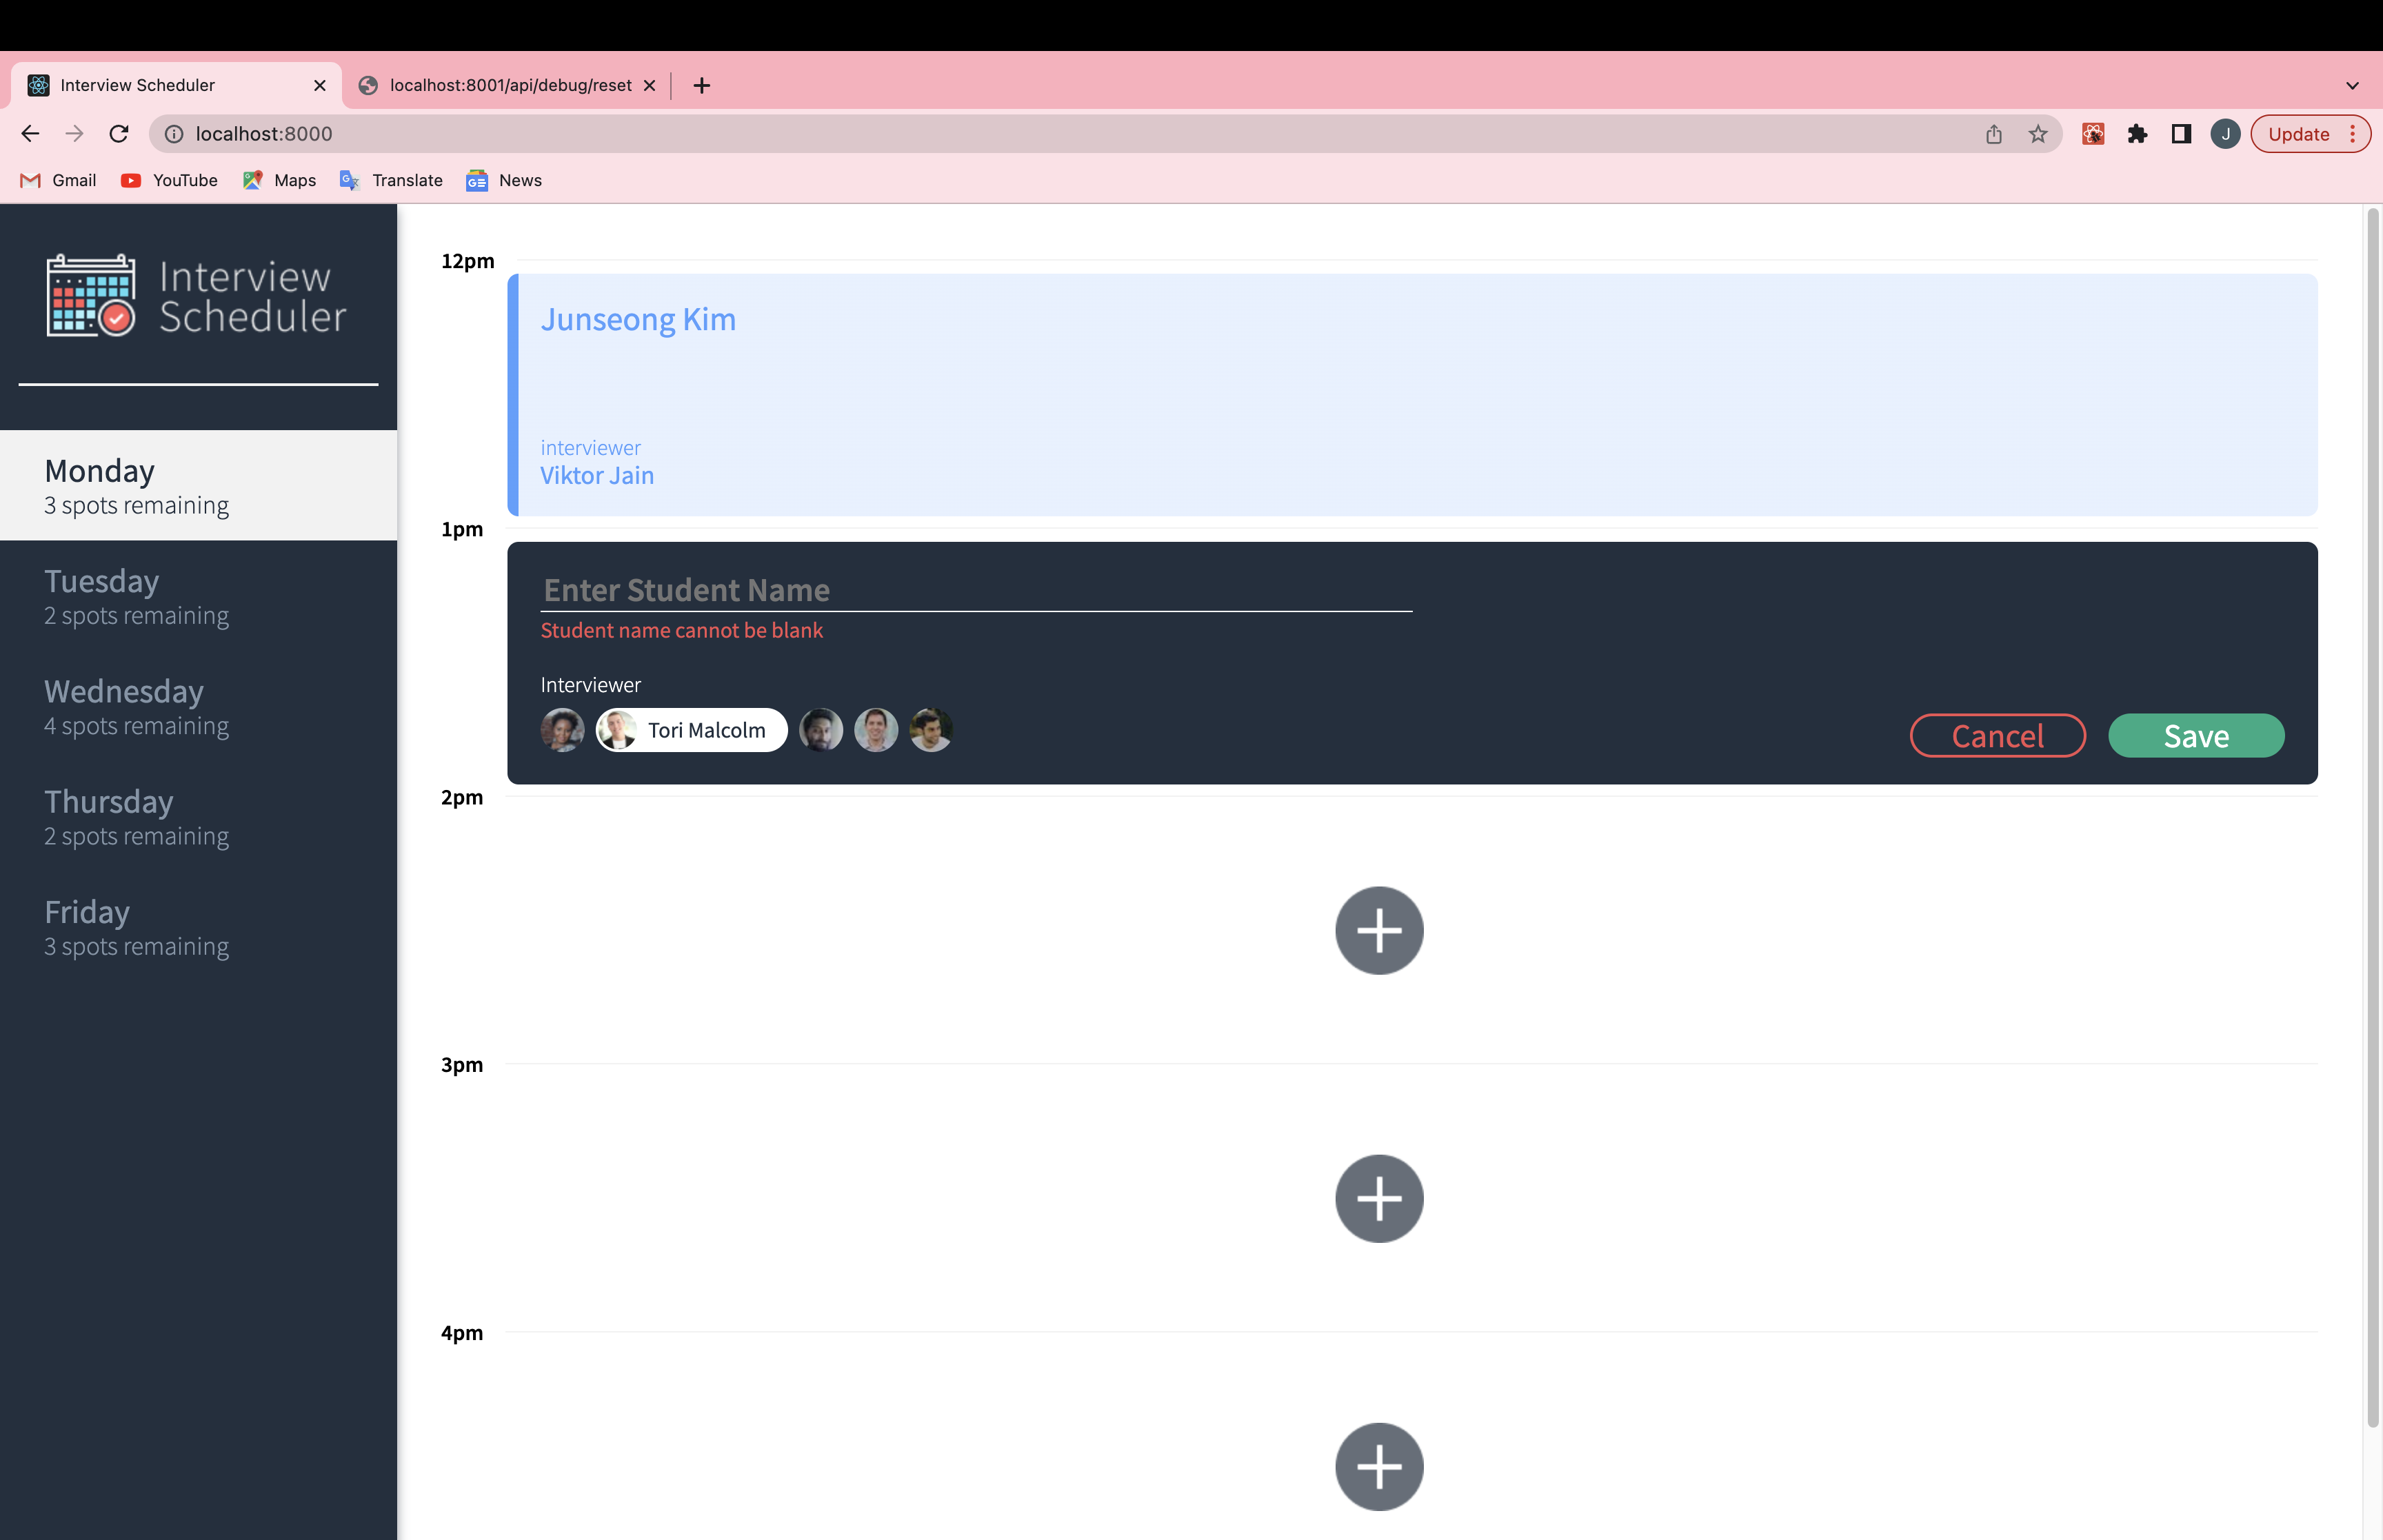 Interview Scheduler
localhost:8001/api/debug/reset
localhost:8000
J
Update
Gmail
YouTube
Maps
Translate
News
Interview
Scheduler
Monday
3 spots remaining
Tuesday
2 spots remaining
Wednesday
4 spots remaining
Thursday
2 spots remaining
Friday
3 spots remaining
12pm
Junseong Kim
interviewer
Viktor Jain
1pm
Enter Student Name
Student name cannot be blank
Interviewer
Tori Malcolm
Cancel
Save
2pm
3pm
4pm